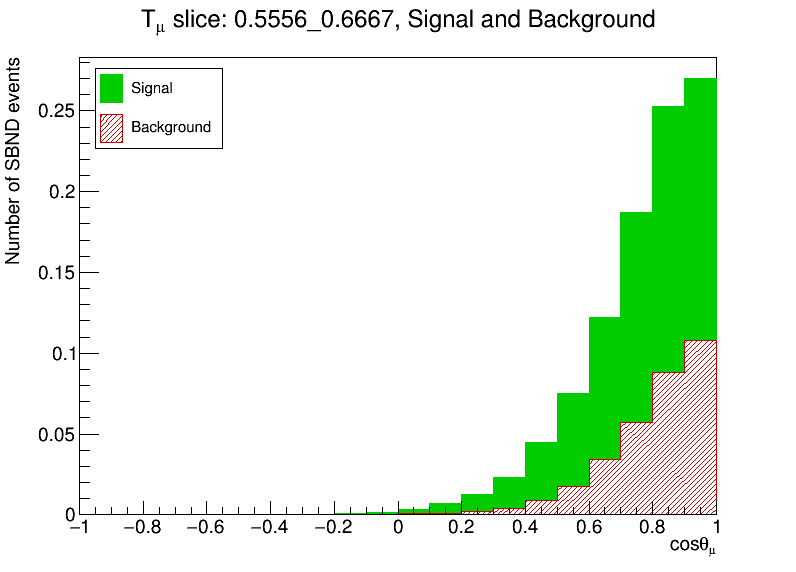 Tμ slice: 0.5556_0.6667, Signal and Background
Number of SBND events
Signal
Background
0.25
0.2
0.15
0.1
0.05
0
−1 −0.8 −0.6 −0.4 −0.2 0 0.2 0.4 0.6 0.8 1
cosθμ